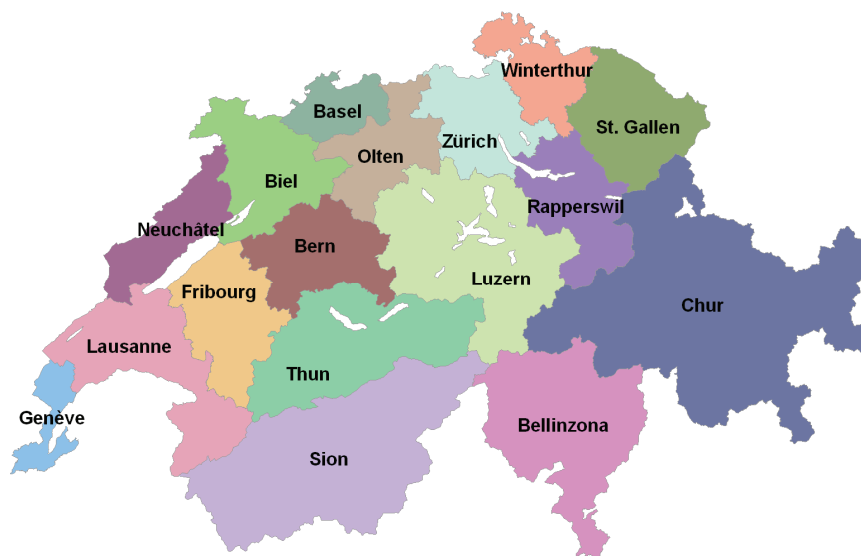 Winterthur
Basel
St. Gallen
Zürich
Olten
Biel
Rapperswil
Neuchâtel
Bern
Luzern
Fribourg
Chur
Lausanne
Thun
Genève
Bellinzona
Sion